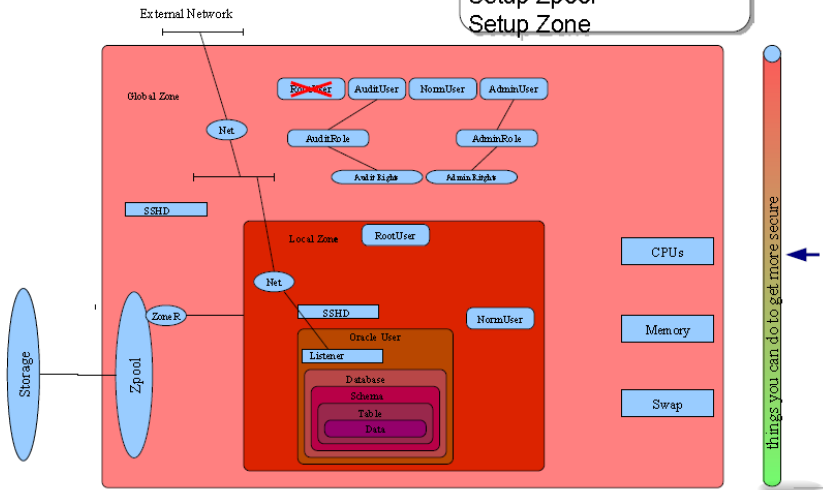 Setup Zpool
Setup Zone
External Network
Global Zone
RootUser
AuditUser
NormUser
AdminUser
Net
AuditRole
AdminRole
Audit Rights
Admin Rights
SSHD
Local Zone
RootUser
CPUs
Net
ZoneR
SSHD
NormUser
Memory
Oracle User
Listener
Storage
Zpool
Database
Schema
Table
Data
Swap
things you can do to get more secure